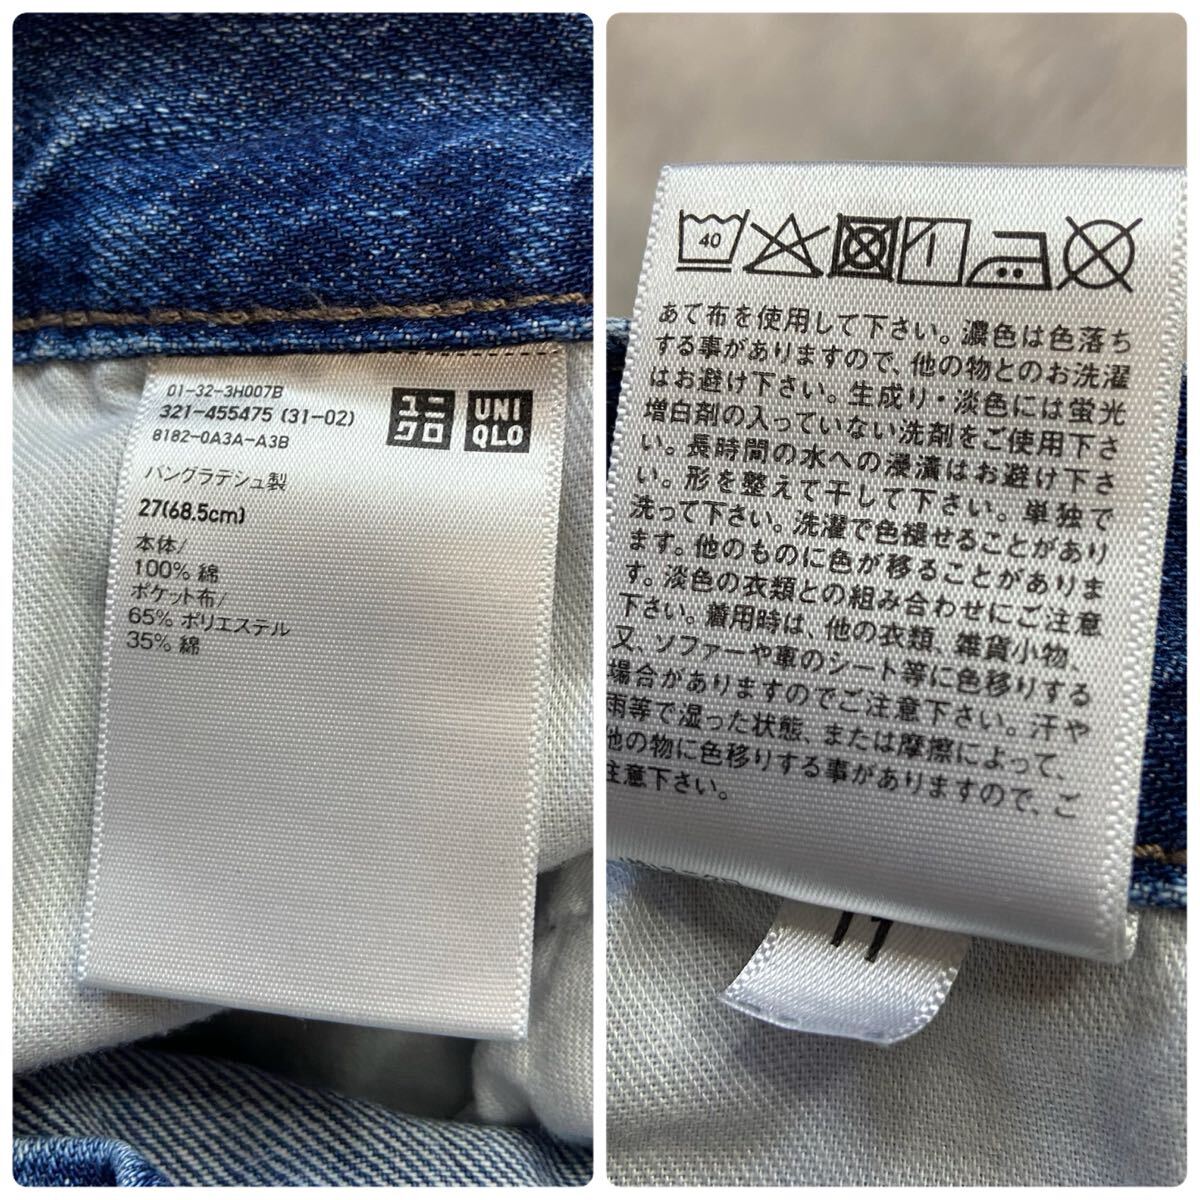 01-32-3H007B
321-455475 (31-02)
8182-0A3A-A3B
ユニ
クロ
UNI
QLO
バングラデシュ製
27(68.5cm)
本体/
100% 綿
ポケット布/
65% ポリエステル
35% 綿
40
あて布を使用して下さい。濃色は色落ち
する事がありますので、他の物とのお洗濯
はお避け下さい。生成り・淡色には蛍光
増白剤の入っていない洗剤をご使用下さ
い。長時間の水への浸漬はお避け下さ
い。形を整えて干して下さい。単独で
洗って下さい。洗濯で色褪せることがあり
ます。他のものに色が移ることがありま
す。淡色の衣類との組み合わせにご注意
下さい。着用時は、他の衣類、雑貨小物、
又、ソファーや車のシート等に色移りする
場合がありますのでご注意下さい。汗や
雨等で湿った状態、または摩擦によって、
他の物に色移りする事がありますので、ご
注意下さい。
11